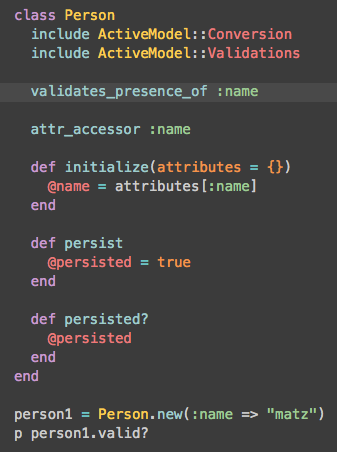 class Person
  include ActiveModel::Conversion
  include ActiveModel::Validations

  validates_presence_of :name

  attr_accessor :name

  def initialize(attributes = {})
    @name = attributes[:name]
  end

  def persist
    @persisted = true
  end

  def persisted?
    @persisted
  end
end

person1 = Person.new(:name => "matz")
p person1.valid?